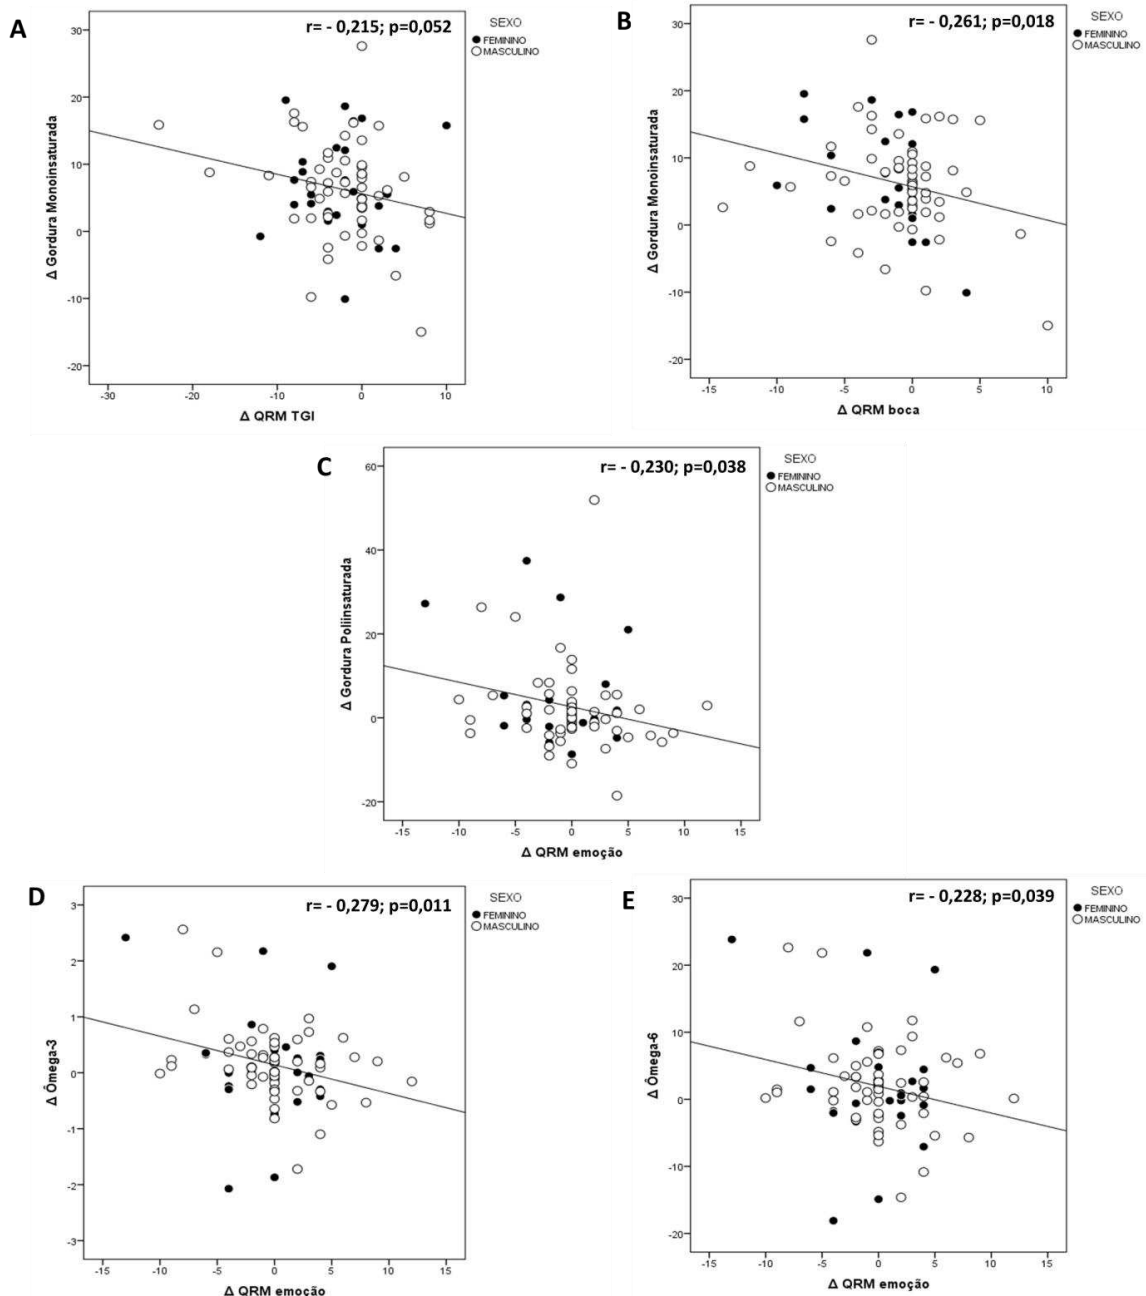 A
r= - 0,215; p=0,052
SEXO
FEMININO
MASCULINO
Δ Gordura Monoinsaturada
30
20
10
0
-10
-20
-30
-20
-10
0
10
Δ QRM TGI
B
r= - 0,261; p=0,018
SEXO
FEMININO
MASCULINO
Δ Gordura Monoinsaturada
30
20
10
0
-10
-20
-15
-10
-5
0
5
10
Δ QRM boca
C
r= - 0,230; p=0,038
SEXO
FEMININO
MASCULINO
Δ Gordura Poliinsaturada
60
40
20
0
-20
-15
-10
-5
0
5
10
15
Δ QRM emoção
D
r= - 0,279; p=0,011
SEXO
FEMININO
MASCULINO
Δ Ômega-3
3
2
1
0
-1
-2
-3
-15
-10
-5
0
5
10
15
Δ QRM emoção
E
r= - 0,228; p=0,039
SEXO
FEMININO
MASCULINO
Δ Ômega-6
30
20
10
0
-10
-20
-15
-10
-5
0
5
10
15
Δ QRM emoção